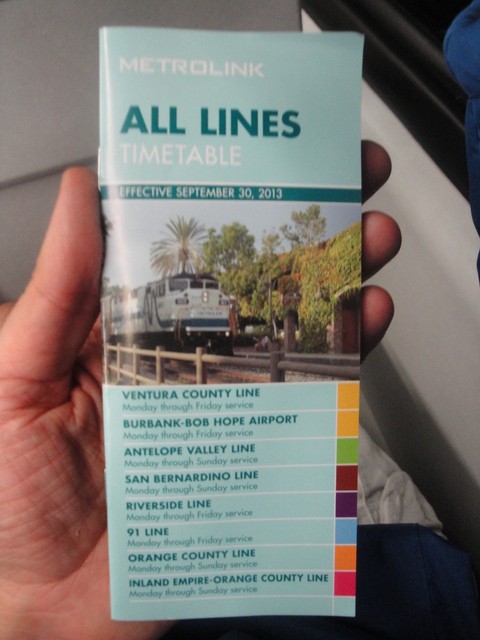 METROLINK
ALL LINES
TIMETABLE
EFFECTIVE SEPTEMBER 30, 2013
VENTURA COUNTY LINE
Monday through Friday service
BURBANK-BOB HOPE AIRPORT
Monday through Friday service
ANTELOPE VALLEY LINE
Monday through Sunday service
SAN BERNARDINO LINE
Monday through Sunday service
RIVERSIDE LINE
Monday through Friday service
91 LINE
Monday through Friday service
ORANGE COUNTY LINE
Monday through Sunday service
INLAND EMPIRE-ORANGE COUNTY LINE
Monday through Sunday service